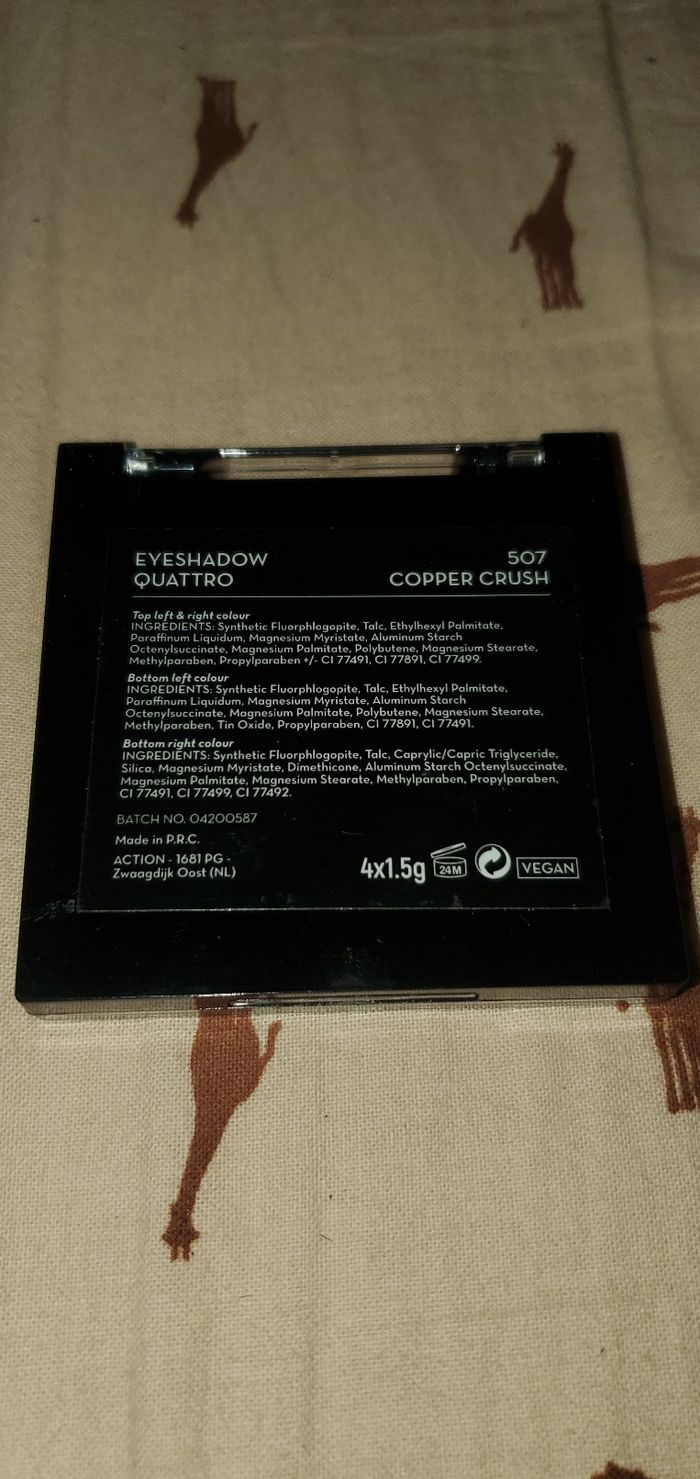 EYESHADOW
QUATTRO
507
COPPER CRUSH
Top left & right colour
INGREDIENTS: Synthetic Fluorphlogopite, Talc, Ethylhexyl Palmitate,
Paraffinum Liquidum, Magnesium Myristate, Aluminum Starch
Octenylsuccinate, Magnesium Palmitate, Polybutene, Magnesium Stearate,
Methylparaben, Propylparaben +/- CI 77491, CI 77891, CI 77499.
Bottom left colour
INGREDIENTS: Synthetic Fluorphlogopite, Talc, Ethylhexyl Palmitate,
Paraffinum Liquidum, Magnesium Myristate, Aluminum Starch
Octenylsuccinate, Magnesium Palmitate, Polybutene, Magnesium Stearate,
Methylparaben, Tin Oxide, Propylparaben, CI 77891, CI 77491.
Bottom right colour
INGREDIENTS: Synthetic Fluorphlogopite, Talc, Caprylic/Capric Triglyceride,
Silica, Magnesium Myristate, Dimethicone, Aluminum Starch Octenylsuccinate,
Magnesium Palmitate, Magnesium Stearate, Methylparaben, Propylparaben,
CI 77491, CI 77499, CI 77492.
BATCH NO. 04200587
Made in P.R.C.
ACTION - 1681 PG -
Zwaagdijk Oost (NL)
4x1.5g
24M
VEGAN